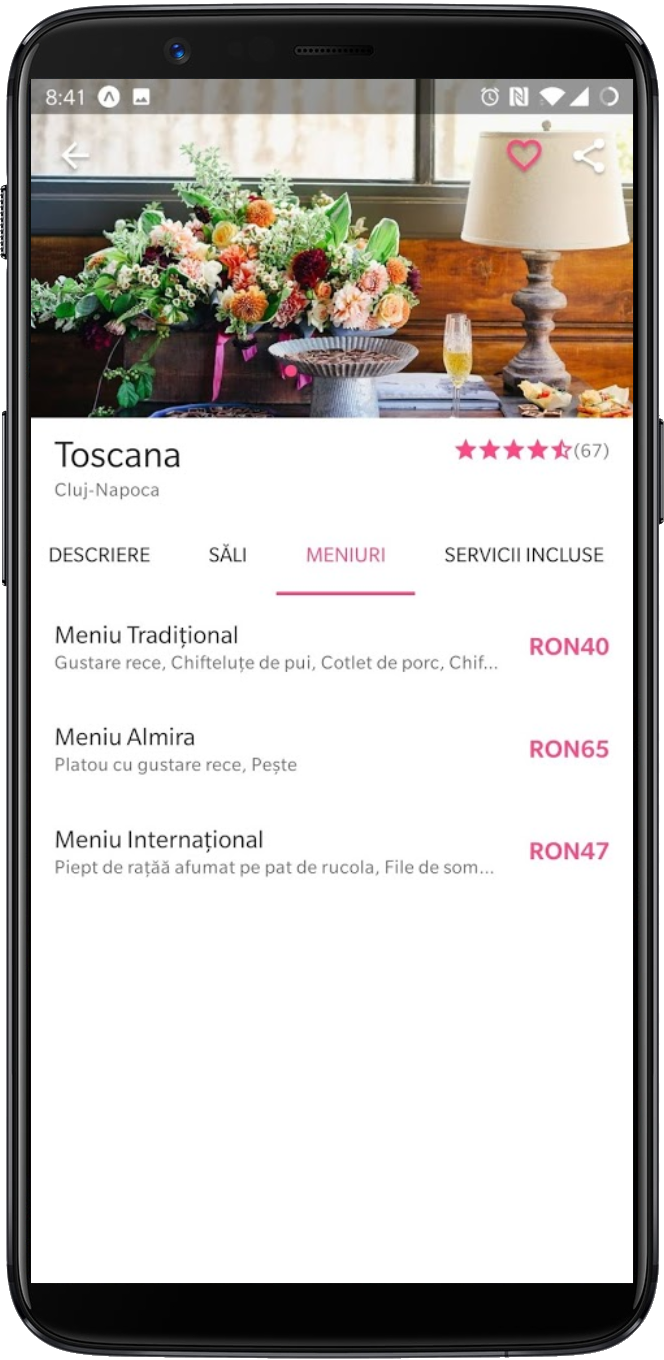 8:41
Toscana
(67)
Cluj-Napoca
DESCRIERE SĂLI MENIURI SERVICII INCLUSE
Meniu Tradițional
RON40
Gustare rece, Chifteluțe de pui, Cotlet de porc, Chif...
Meniu Almira
RON65
Platou cu gustare rece, Pește
Meniu Internațional
RON47
Piept de rațăă afumat pe pat de rucola, File de som...